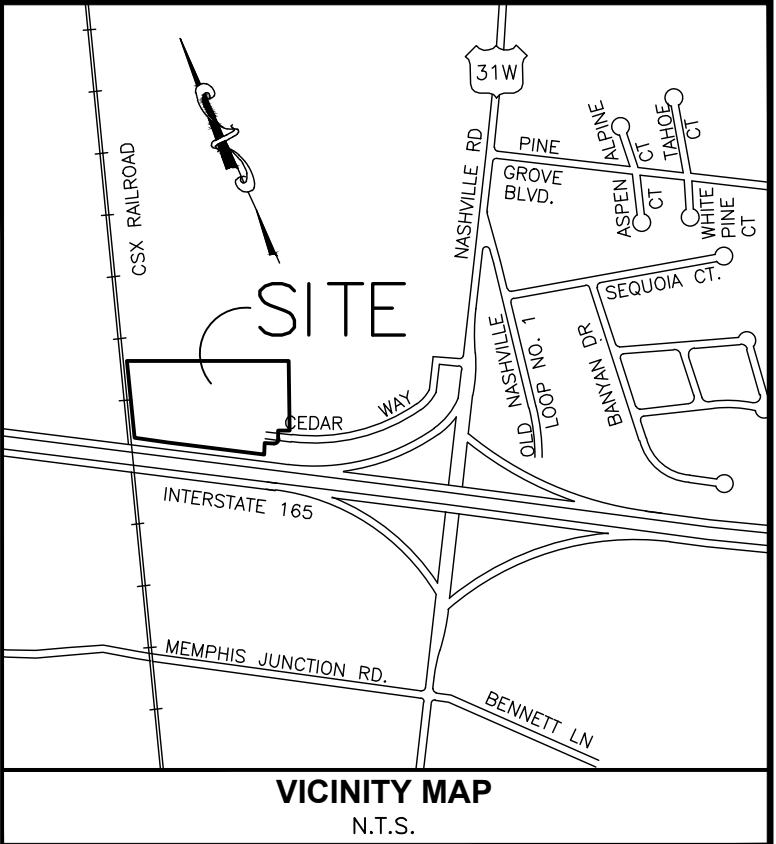 31W
NASHVILLE RD
PINE
GROVE
BLVD.
ALPINE
CT
TAHOE
CT
ASPEN
CT
WHITE
PINE
CT
CSX RAILROAD
SITE
SEQUOIA CT.
OLD NASHVILLE
LOOP NO. 1
BANYAN DR
CEDAR WAY
INTERSTATE 165
MEMPHIS JUNCTION RD.
BENNETT LN
VICINITY MAP
N.T.S.